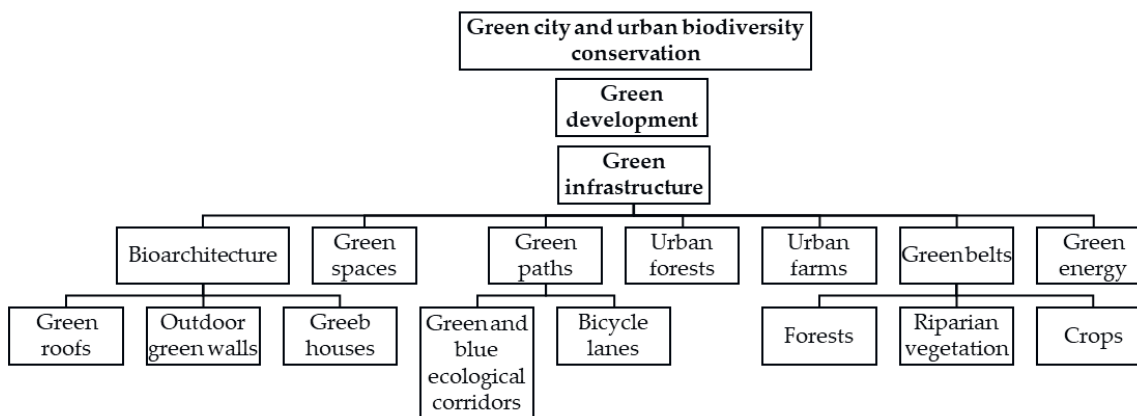 Green city and urban biodiversity
conservation
Green
development
Green
infrastructure
Bioarchitecture
Green
spaces
Green
paths
Urban
forests
Urban
farms
Green belts
Green
energy
Green
roofs
Outdoor
green walls
Greeb
houses
Green and
blue
ecological
corridors
Bicycle
lanes
Forests
Riparian
vegetation
Crops